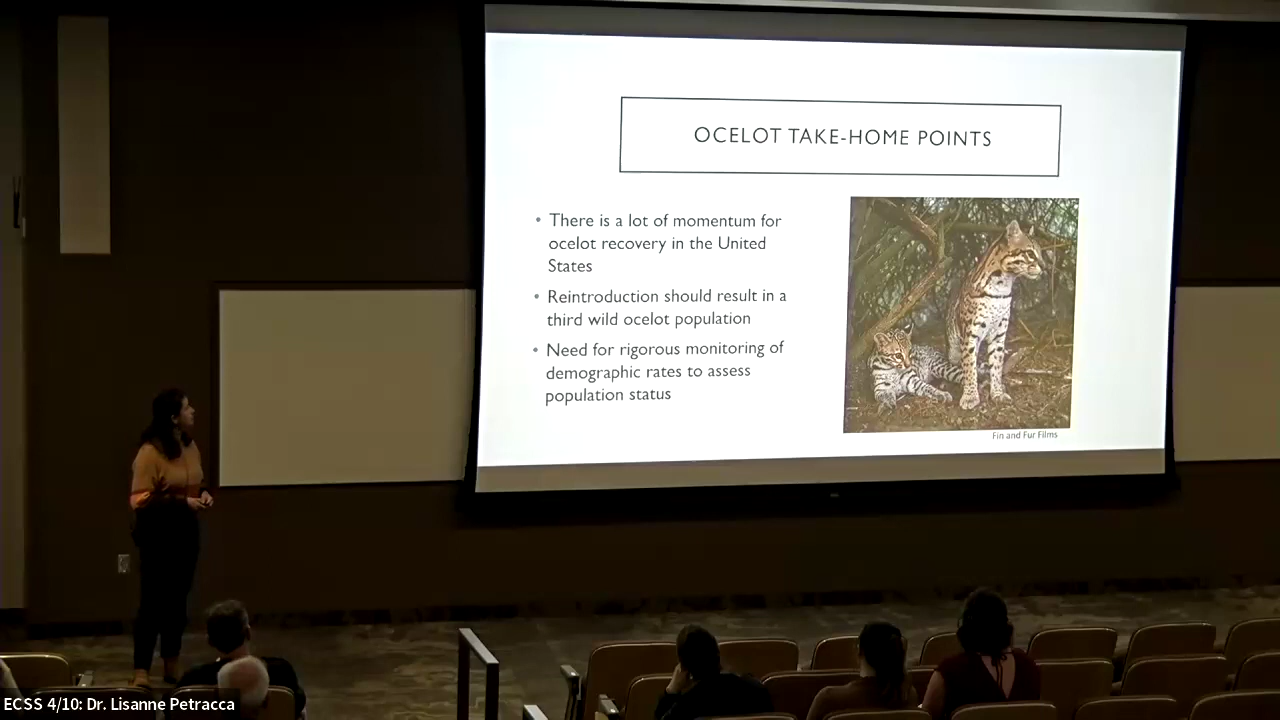 OCELOT TAKE-HOME POINTS
• There is a lot of momentum for
ocelot recovery in the United
States
• Reintroduction should result in a
third wild ocelot population
• Need for rigorous monitoring of
demographic rates to assess
population status
Fin and Fur Films
ECSS 4/10: Dr. Lisanne Petracca